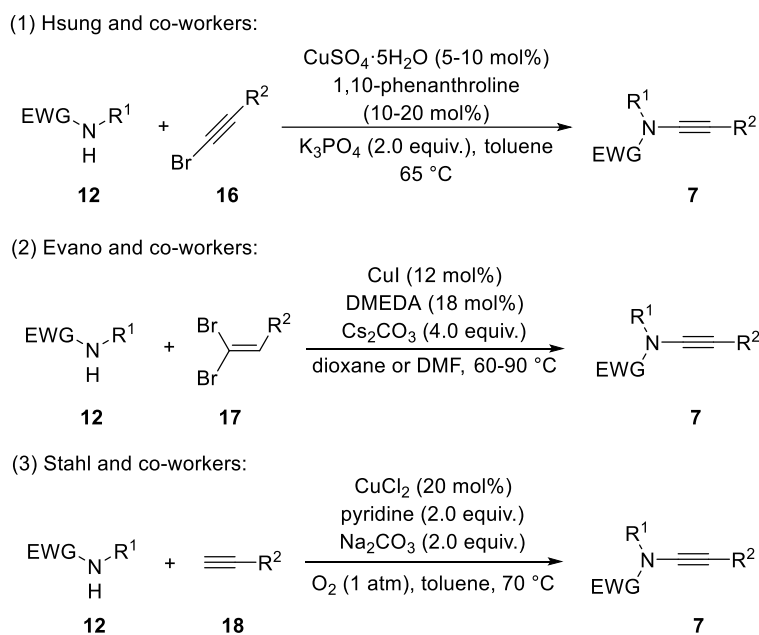 (1) Hsung and co-workers:
CuSO₄·5H₂O (5-10 mol%)
1,10-phenanthroline
(10-20 mol%)
K₃PO₄ (2.0 equiv.), toluene
65 °C
EWG N H R¹
+
Br R²
R¹ N EWG R²
12
16
7
(2) Evano and co-workers:
CuI (12 mol%)
DMEDA (18 mol%)
Cs₂CO₃ (4.0 equiv.)
dioxane or DMF, 60-90 °C
EWG N H R¹
+
Br Br R²
R¹ N EWG R²
12
17
7
(3) Stahl and co-workers:
CuCl₂ (20 mol%)
pyridine (2.0 equiv.)
Na₂CO₃ (2.0 equiv.)
O₂ (1 atm), toluene, 70 °C
EWG N H R¹
+
R²
R¹ N EWG R²
12
18
7